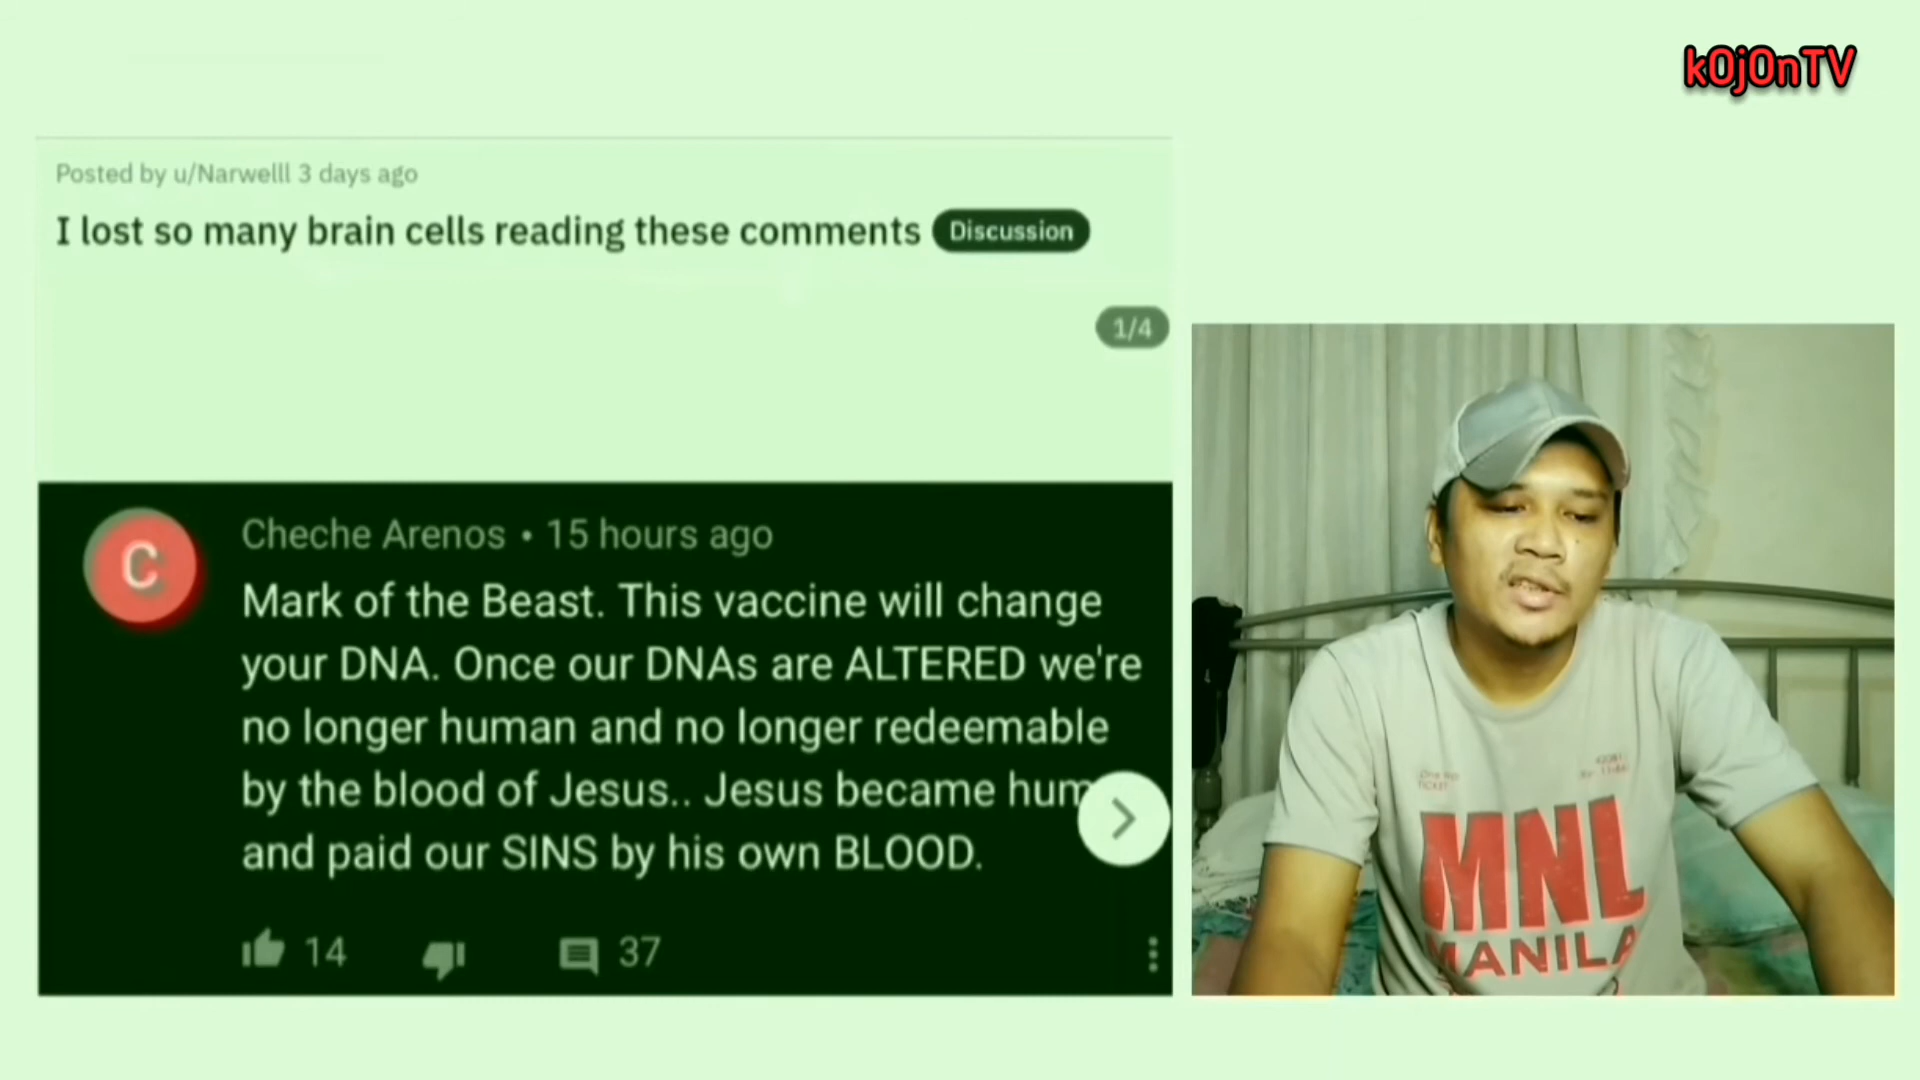 k0j0nTV
Posted by u/Narwelll 3 days ago
I lost so many brain cells reading these comments Discussion
1/4
C
Cheche Arenos • 15 hours ago
Mark of the Beast. This vaccine will change
your DNA. Once our DNAs are ALTERED we're
no longer human and no longer redeemable
by the blood of Jesus.. Jesus became hum
and paid our SINS by his own BLOOD.
14 37
MNL
MANILA